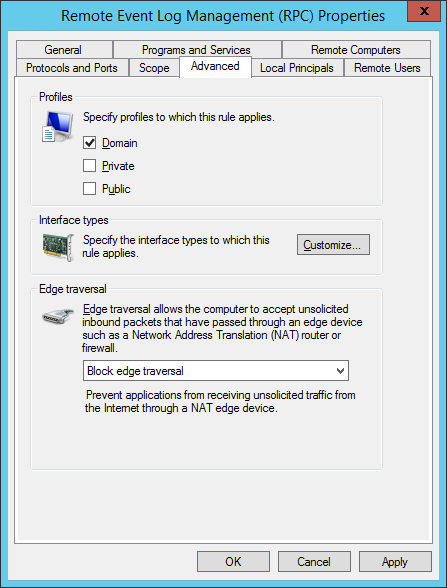 Remote Event Log Management (RPC) Properties
x
General Programs and Services Remote Computers
Protocols and Ports Scope Advanced Local Principals Remote Users
Profiles
Specify profiles to which this rule applies.
Domain
Private
Public
Interface types
Specify the interface types to which this
rule applies.
Customize...
Edge traversal
Edge traversal allows the computer to accept unsolicited
inbound packets that have passed through an edge device
such as a Network Address Translation (NAT) router or
firewall.
Block edge traversal
Prevent applications from receiving unsolicited traffic from
the Internet through a NAT edge device.
OK Cancel Apply